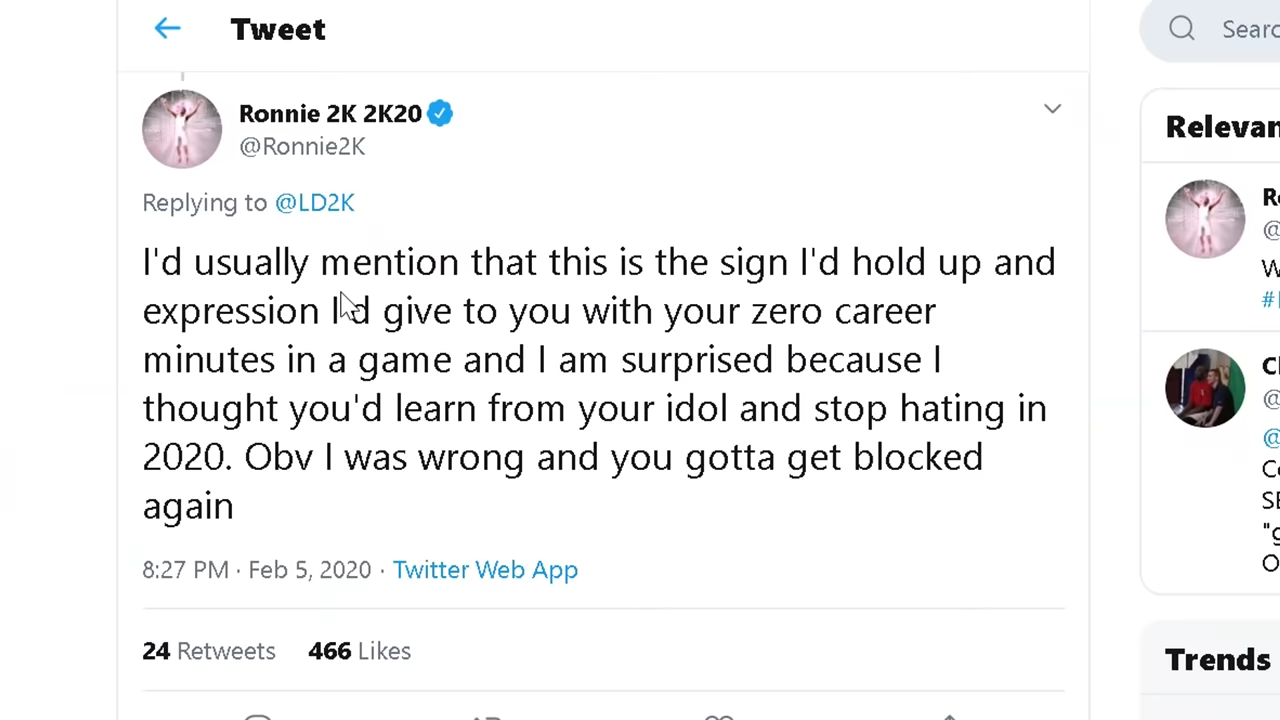 Tweet
Searc
Ronnie 2K 2K20
@Ronnie2K
Replying to @LD2K
I'd usually mention that this is the sign I'd hold up and
expression I'd give to you with your zero career
minutes in a game and I am surprised because I
thought you'd learn from your idol and stop hating in
2020. Obv I was wrong and you gotta get blocked
again
8:27 PM · Feb 5, 2020 · Twitter Web App
24 Retweets 466 Likes
Relevan
R
@
W
#
C
@
@
C
SE
"g
O
Trends